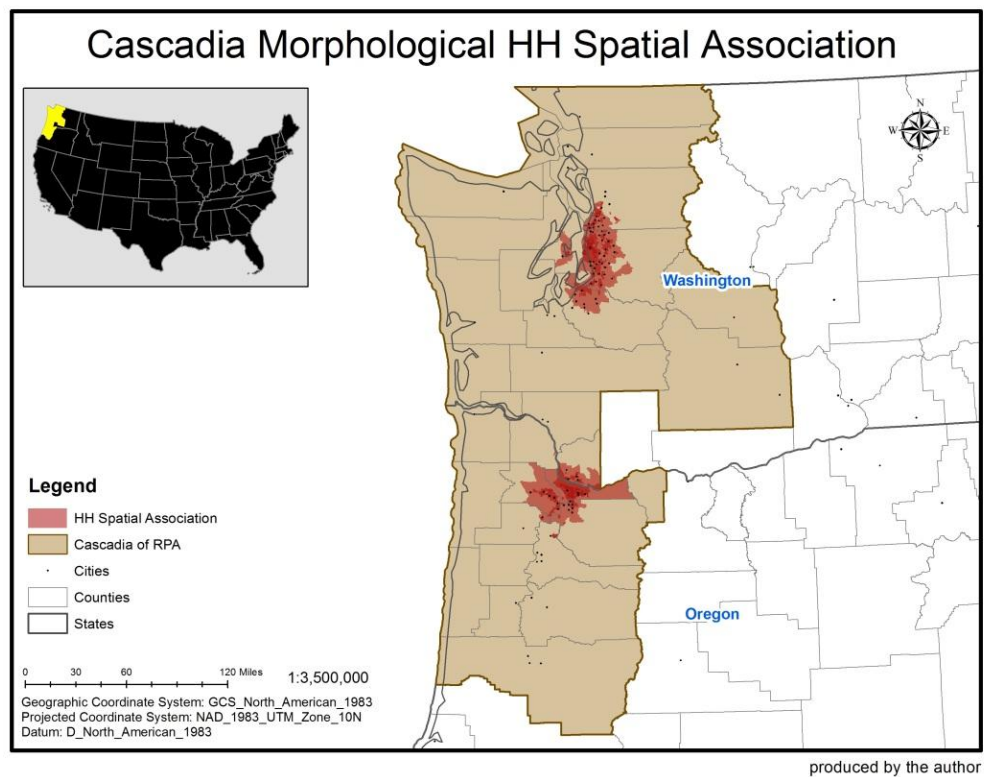 Cascadia Morphological HH Spatial Association
N
W E
S
Washington
Oregon
Legend
HH Spatial Association
Cascadia of RPA
Cities
Counties
States
0 30 60 120 Miles
1:3,500,000
Geographic Coordinate System: GCS_North_American_1983
Projected Coordinate System: NAD_1983_UTM_Zone_10N
Datum: D_North_American_1983
produced by the author